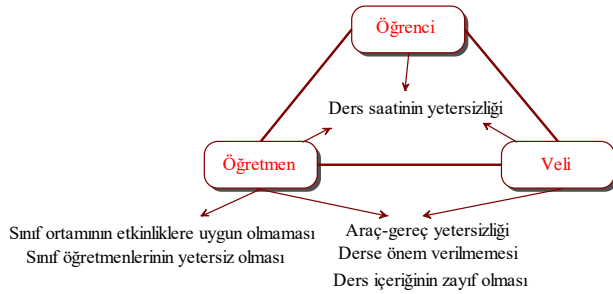 Öğrenci
Ders saatinin yetersizliği
Öğretmen
Veli
Sınıf ortamının etkinliklere uygun olmaması
Sınıf öğretmenlerinin yetersiz olması
Araç-gereç yetersizliği
Derse önem verilmemesi
Ders içeriğinin zayıf olması